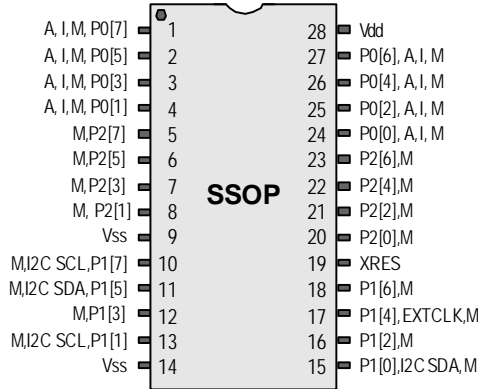 A, I, M, P0[7] 1 28 Vdd
A, I, M, P0[5] 2 27 P0[6], A, I, M
A, I, M, P0[3] 3 26 P0[4], A, I, M
A, I, M, P0[1] 4 25 P0[2], A, I, M
M,P2[7] 5 24 P0[0], A, I, M
M,P2[5] 6 23 P2[6],M
M,P2[3] 7 22 P2[4],M
SSOP
M, P2[1] 8 21 P2[2],M
Vss 9 20 P2[0],M
M,I2C SCL,P1[7] 10 19 XRES
M,I2C SDA,P1[5] 11 18 P1[6],M
M,P1[3] 12 17 P1[4],EXTCLK,M
M,I2C SCL,P1[1] 13 16 P1[2],M
Vss 14 15 P1[0],I2C SDA,M